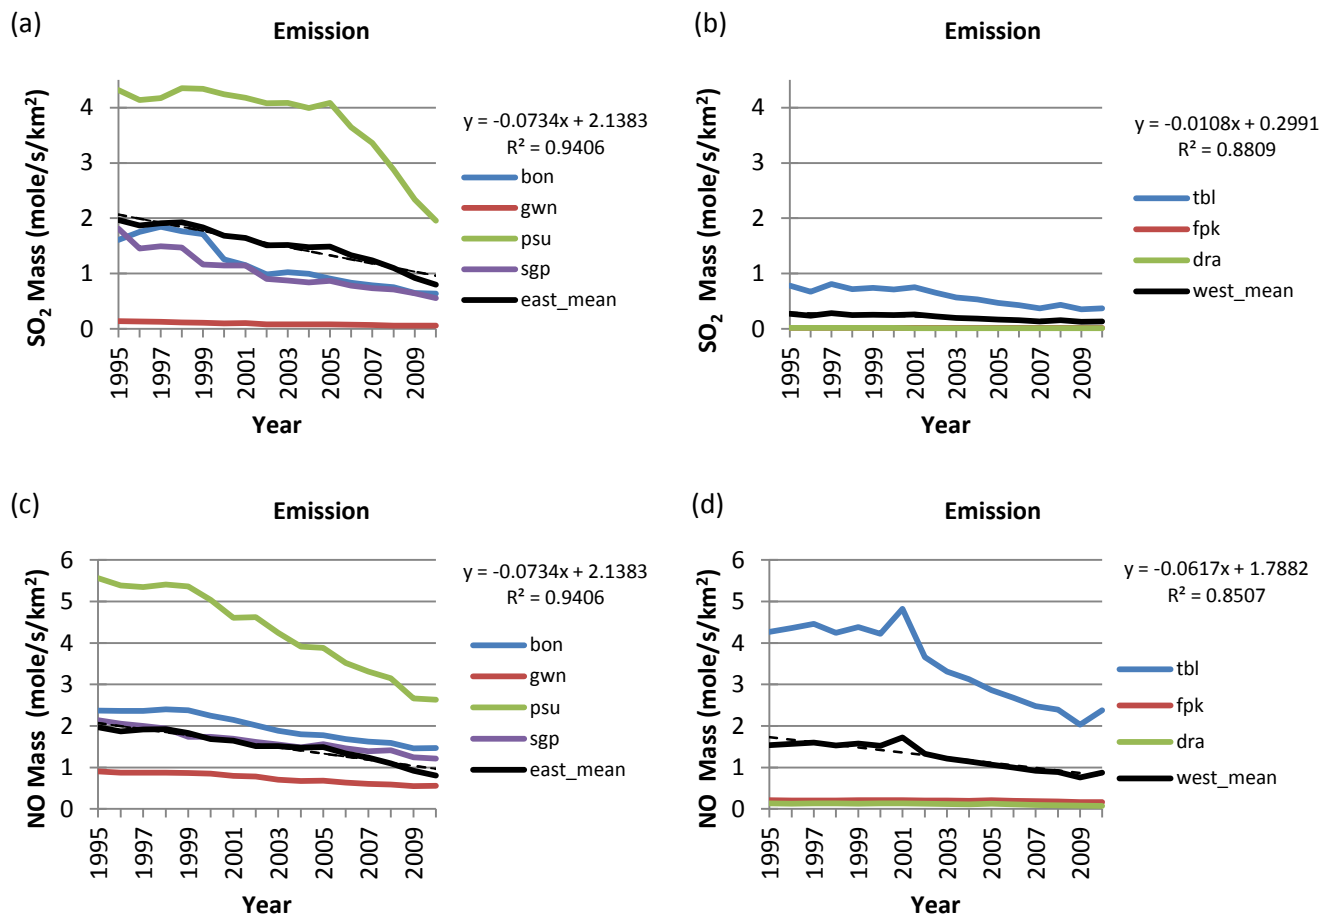 (a)
Emission
SO₂ Mass (mole/s/km²)
4
3
2
1
0
1995
1997
1999
2001
2003
2005
2007
2009
Year
y = -0.0734x + 2.1383
R² = 0.9406
bon
gwn
psu
sgp
east_mean
(b)
Emission
SO₂ Mass (mole/s/km²)
4
3
2
1
0
1995
1997
1999
2001
2003
2005
2007
2009
Year
y = -0.0108x + 0.2991
R² = 0.8809
tbl
fpk
dra
west_mean
(c)
Emission
NO Mass (mole/s/km²)
6
5
4
3
2
1
0
1995
1997
1999
2001
2003
2005
2007
2009
Year
y = -0.0734x + 2.1383
R² = 0.9406
bon
gwn
psu
sgp
east_mean
(d)
Emission
NO Mass (mole/s/km²)
6
5
4
3
2
1
0
1995
1997
1999
2001
2003
2005
2007
2009
Year
y = -0.0617x + 1.7882
R² = 0.8507
tbl
fpk
dra
west_mean